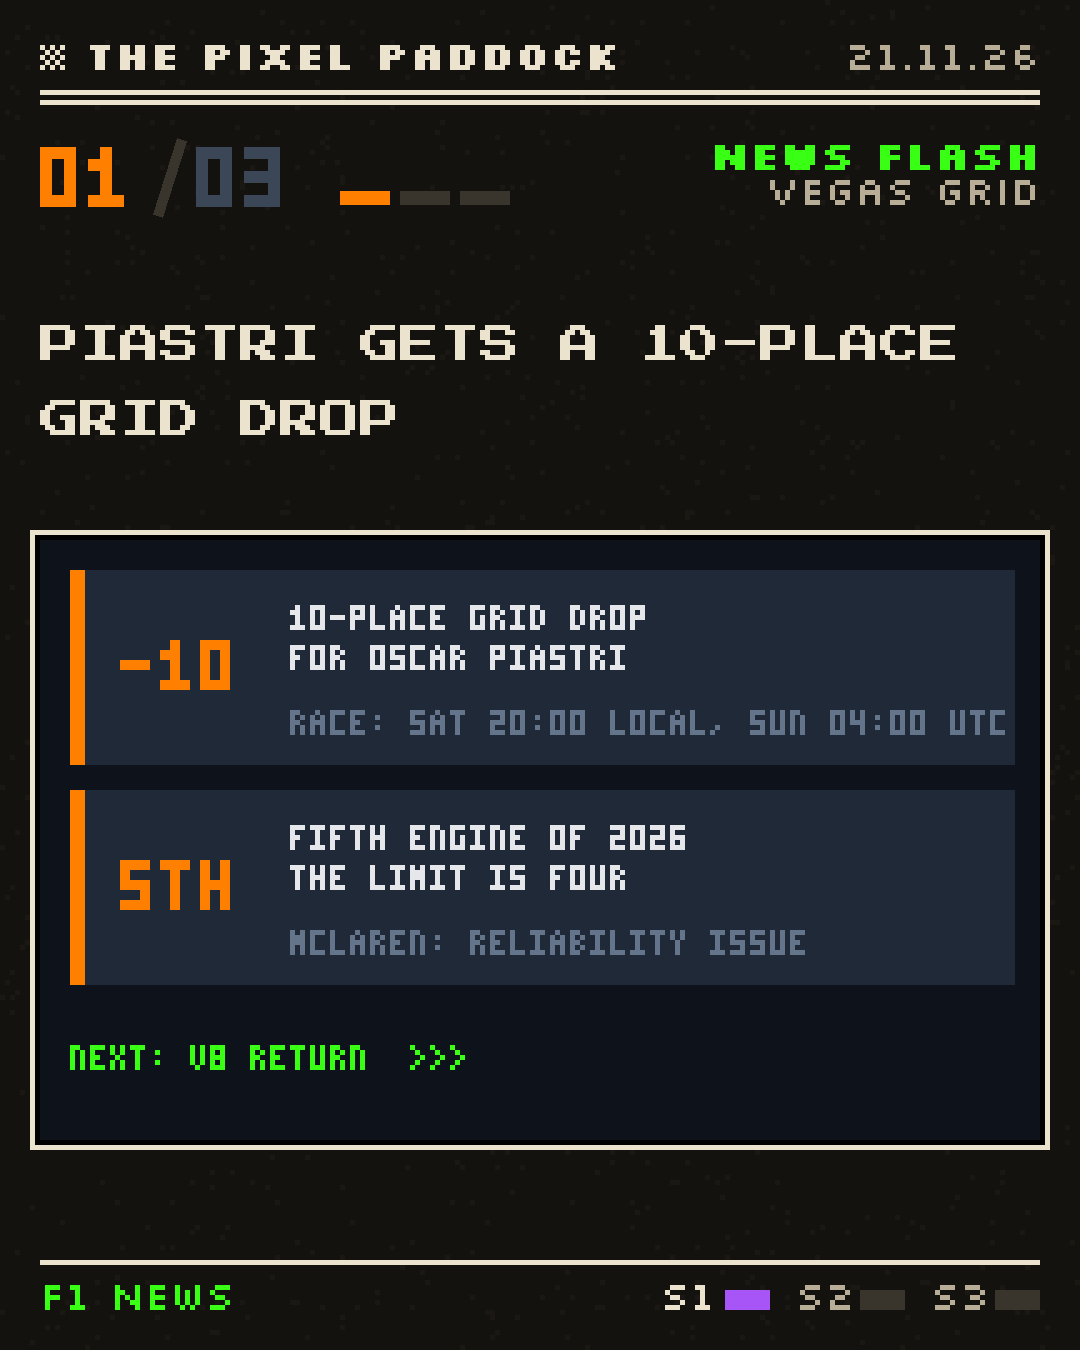 THE PIXEL PADDOCK
21.11.26
01 /03
NEWS FLASH
VEGAS GRID
PIASTRI GETS A 10-PLACE
GRID DROP
-10
10-PLACE GRID DROP
FOR OSCAR PIASTRI
RACE: SAT 20:00 LOCAL, SUN 04:00 UTC
5TH
FIFTH ENGINE OF 2026
THE LIMIT IS FOUR
MCLAREN: RELIABILITY ISSUE
NEXT: V8 RETURN >>>
F1 NEWS
S1 S2 S3